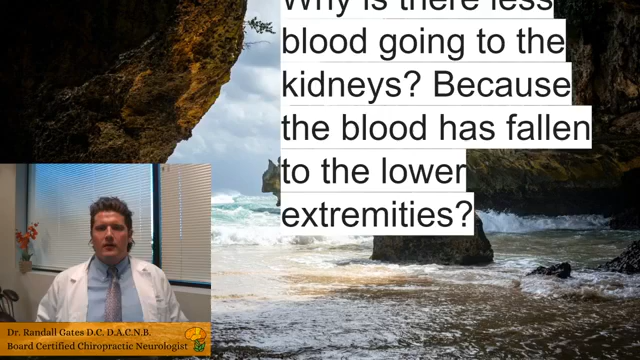 Why is there less
blood going to the
kidneys? Because
the blood has fallen
to the lower
extremities?
Dr. Randall Gates D.C. D.A.C.N.B.
Board Certified Chiropractic Neurologist